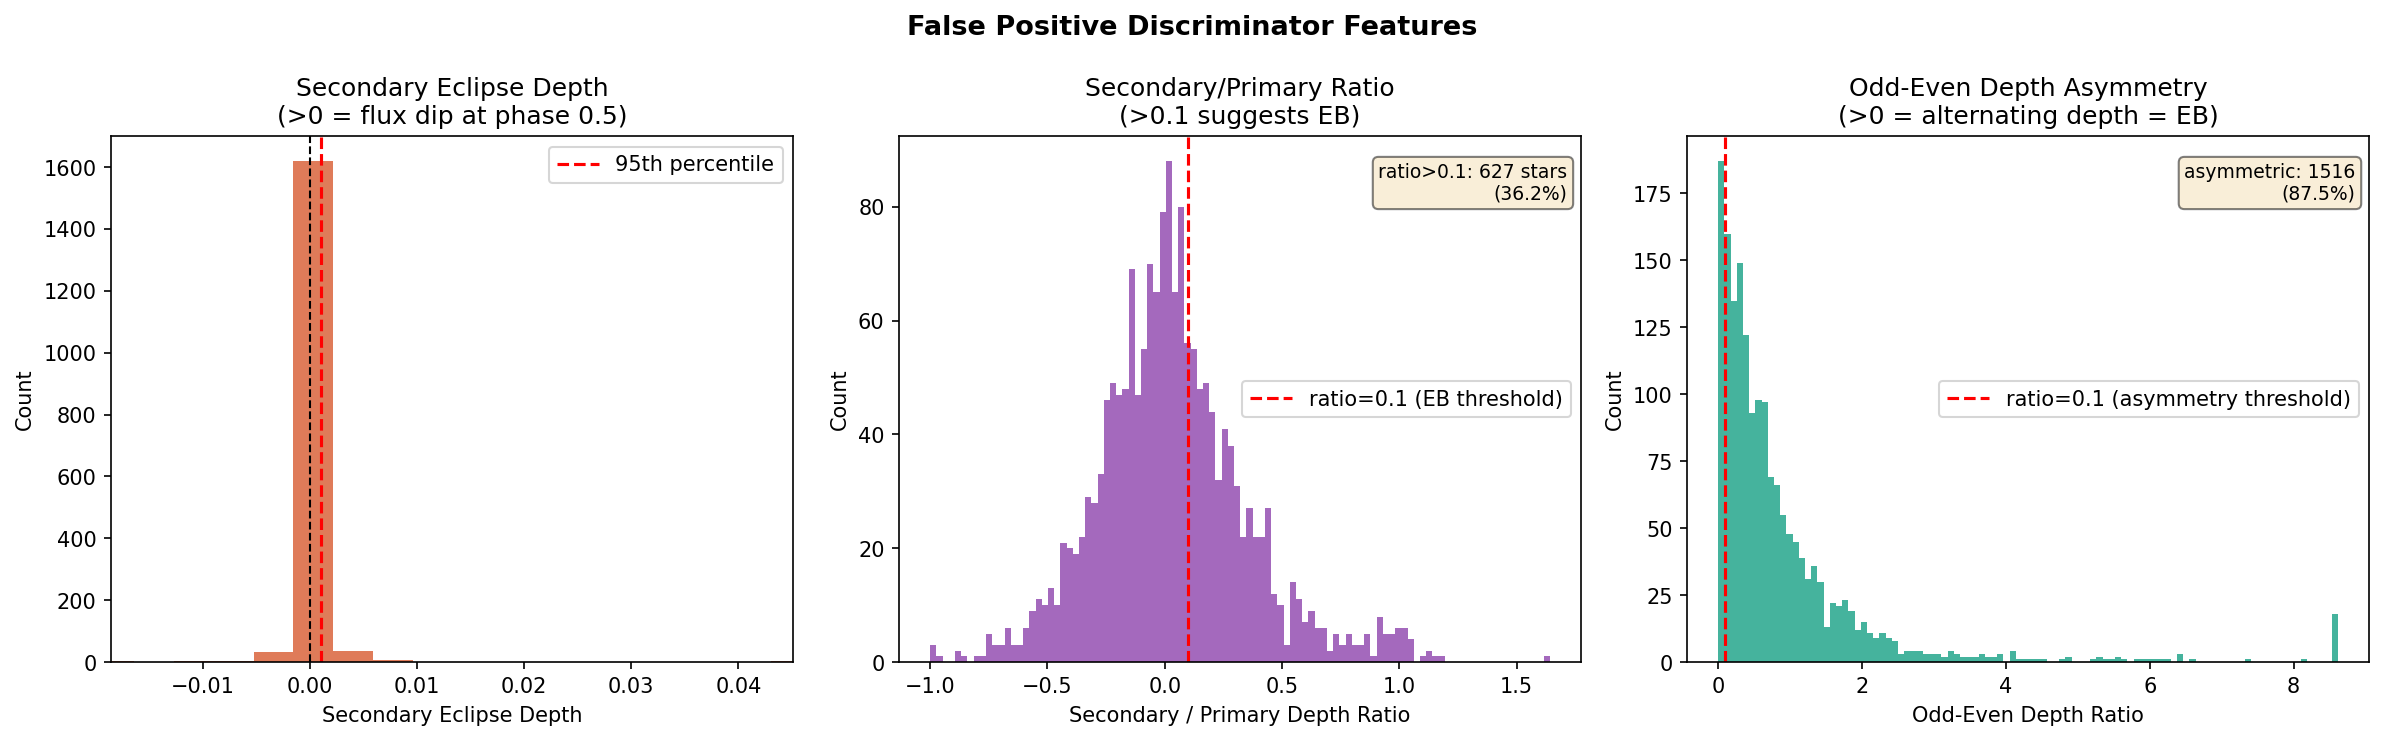 False Positive Discriminator Features
Secondary Eclipse Depth
(>0 = flux dip at phase 0.5)
95th percentile
Count
0
200
400
600
800
1000
1200
1400
1600
−0.01
0.00
0.01
0.02
0.03
0.04
Secondary Eclipse Depth
Secondary/Primary Ratio
(>0.1 suggests EB)
ratio>0.1: 627 stars
(36.2%)
ratio=0.1 (EB threshold)
Count
0
20
40
60
80
−1.0
−0.5
0.0
0.5
1.0
1.5
Secondary / Primary Depth Ratio
Odd-Even Depth Asymmetry
(>0 = alternating depth = EB)
asymmetric: 1516
(87.5%)
ratio=0.1 (asymmetry threshold)
Count
0
25
50
75
100
125
150
175
0
2
4
6
8
Odd-Even Depth Ratio